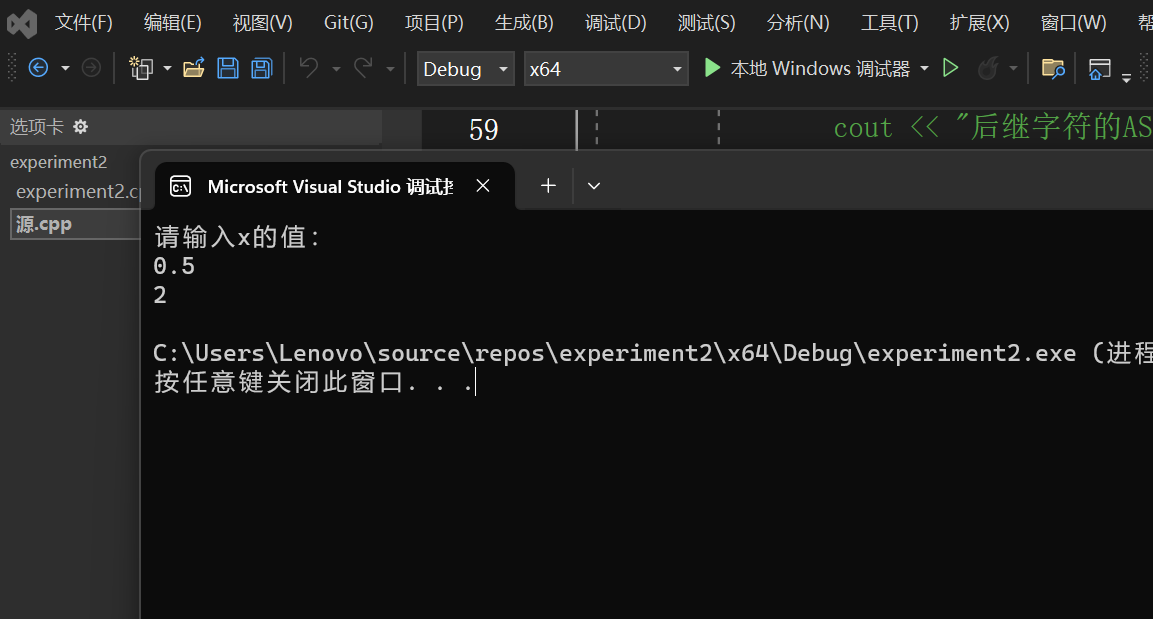 文件(F) 编辑(E) 视图(V) Git(G) 项目(P) 生成(B) 调试(D) 测试(S) 分析(N) 工具(T) 扩展(X) 窗口(W) 帮
Debug x64 本地 Windows 调试器
选项卡
59 cout << "后继字符的AS
experiment2
experiment2.cp
源.cpp
Microsoft Visual Studio 调试
请输入x的值:
0.5
2
C:\Users\Lenovo\source\repos\experiment2\x64\Debug\experiment2.exe (进程
按任意键关闭此窗口. . .